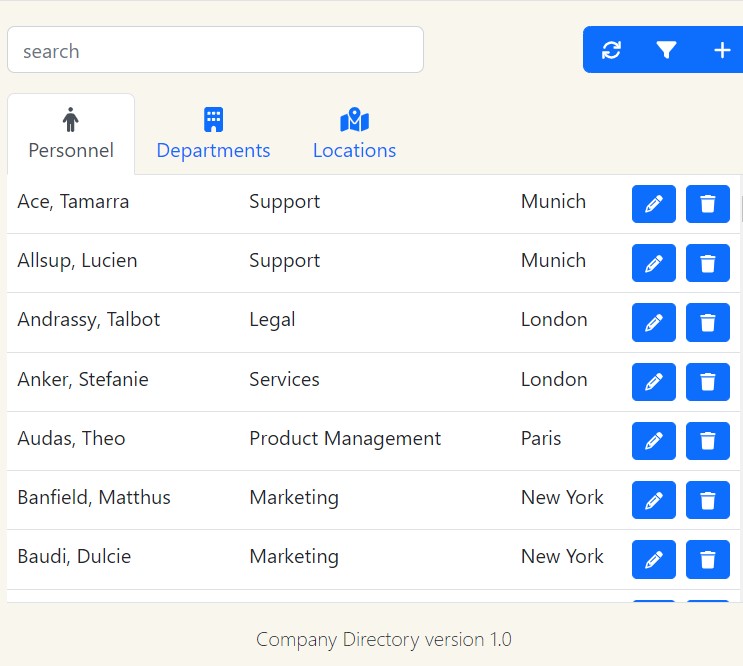 search
Personnel Departments Locations
Ace, Tamarra Support Munich
Allsup, Lucien Support Munich
Andrassy, Talbot Legal London
Anker, Stefanie Services London
Audas, Theo Product Management Paris
Banfield, Matthus Marketing New York
Baudi, Dulcie Marketing New York
Company Directory version 1.0